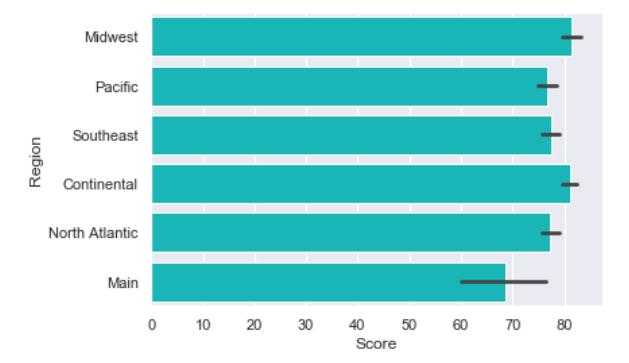 Midwest
Pacific
Southeast
Continental
North Atlantic
Main
Region
0 10 20 30 40 50 60 70 80
Score